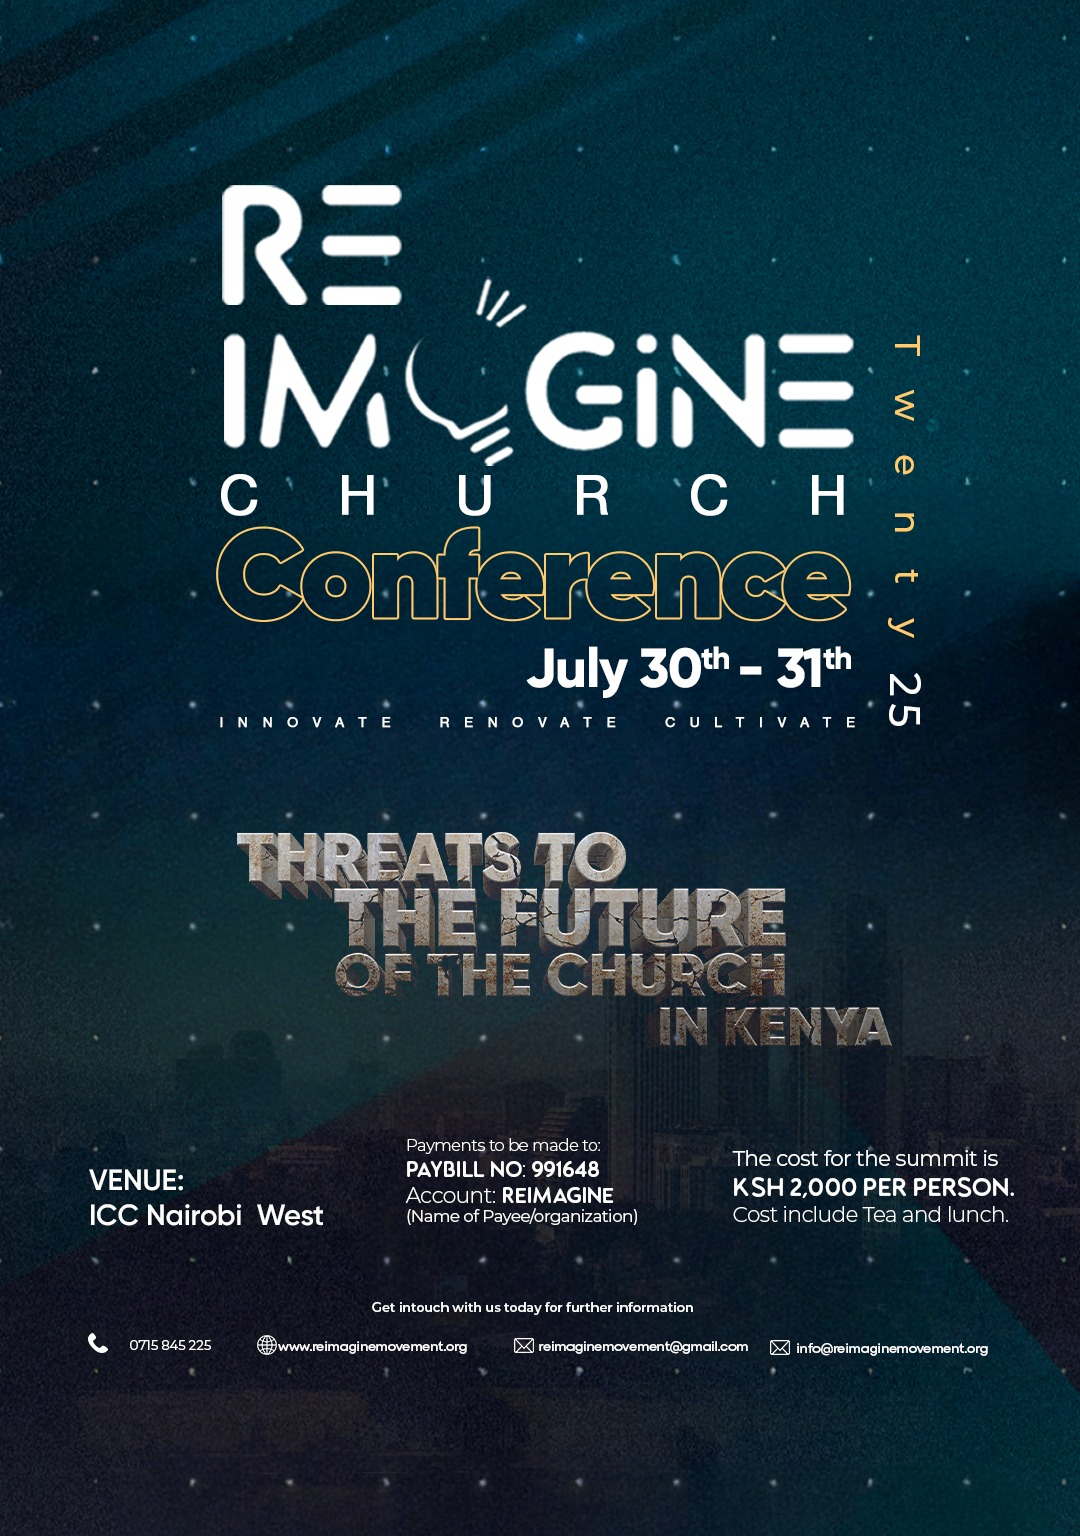 RE
IMAGiNE
CHURCH
Conference
Twenty 25
July 30th - 31th
INNOVATE RENOVATE CULTIVATE
THREATS TO
THE FUTURE
OF THE CHURCH
IN KENYA
VENUE:
ICC Nairobi West
Payments to be made to:
PAYBILL NO: 991648
Account: REIMAGINE
(Name of Payee/organization)
The cost for the summit is
KSH 2,000 PER PERSON.
Cost include Tea and lunch.
Get intouch with us today for further information
0715 845 225
www.reimaginemovement.org
reimaginemovement@gmail.com
info@reimaginemovement.org